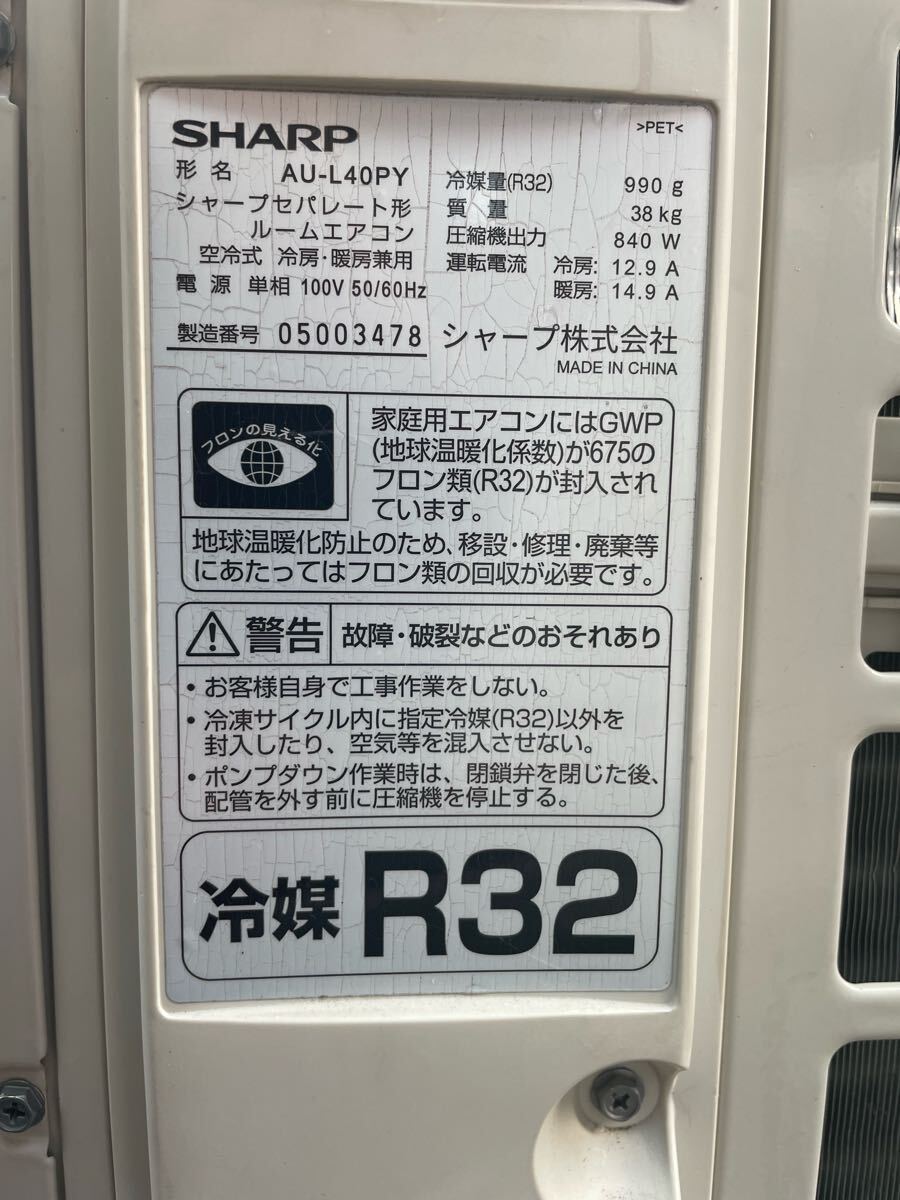 SHARP
>PET<
形名 AU-L40PY
シャープセパレート形
ルームエアコン
空冷式 冷房・暖房兼用
電源 単相 100V 50/60Hz
冷媒量(R32) 990 g
質量 38 kg
圧縮機出力 840 W
運転電流 冷房: 12.9 A
暖房: 14.9 A
製造番号 05003478
シャープ株式会社
MADE IN CHINA
フロンの見える化
家庭用エアコンにはGWP
(地球温暖化係数)が675の
フロン類(R32)が封入され
ています。
地球温暖化防止のため、移設・修理・廃棄等
にあたってはフロン類の回収が必要です。
警告 故障・破裂などのおそれあり
・お客様自身で工事作業をしない。
・冷凍サイクル内に指定冷媒(R32)以外を
封入したり、空気等を混入させない。
・ポンプダウン作業時は、閉鎖弁を閉じた後、
配管を外す前に圧縮機を停止する。
冷媒 R32